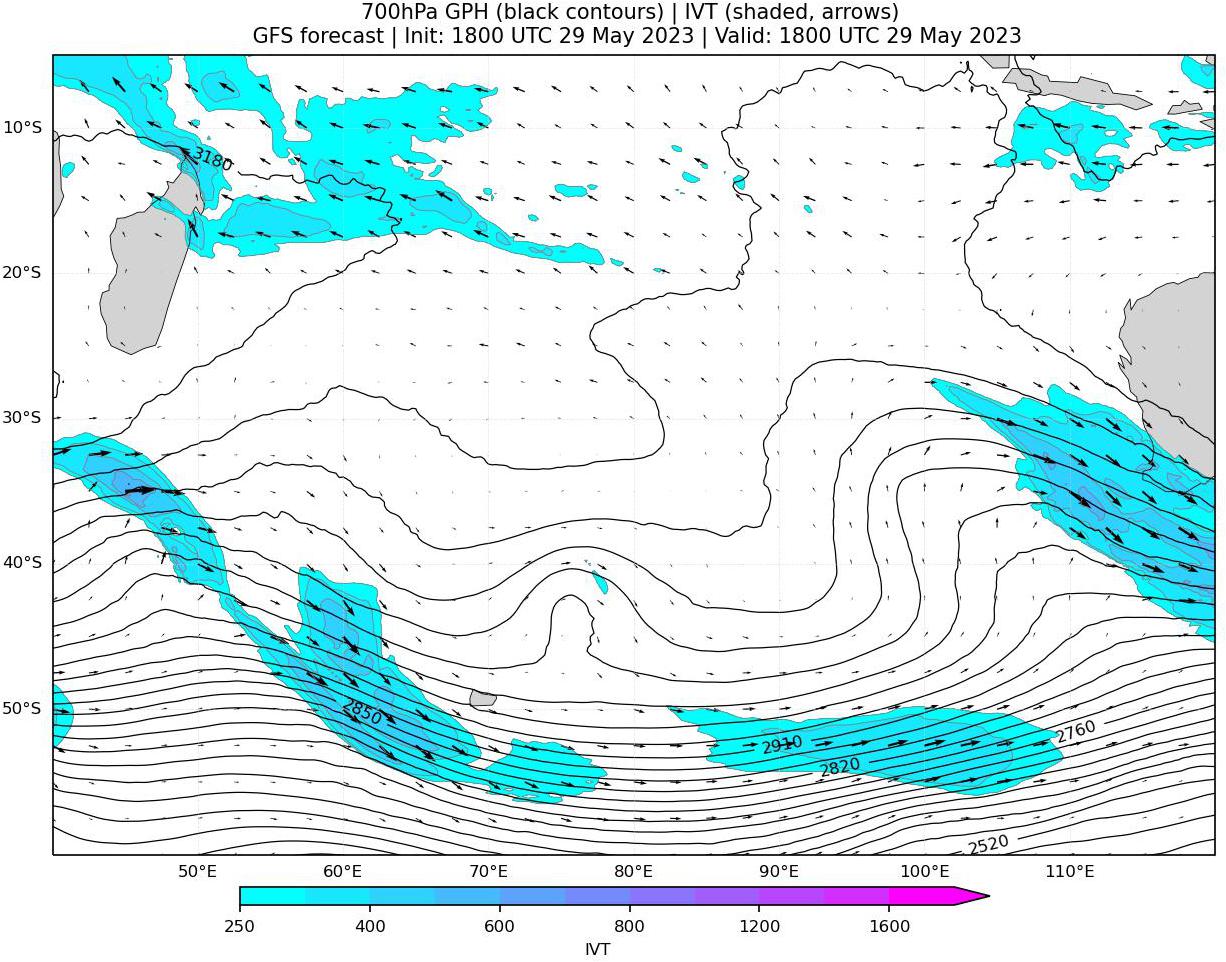 700hPa GPH (black contours) | IVT (shaded, arrows)
GFS forecast | Init: 1800 UTC 29 May 2023 | Valid: 1800 UTC 29 May 2023
10°S
3180
20°S
30°S
40°S
50°S
2850
2910
2760
2820
2520
50°E 60°E 70°E 80°E 90°E 100°E 110°E
250 400 600 800 1200 1600
IVT